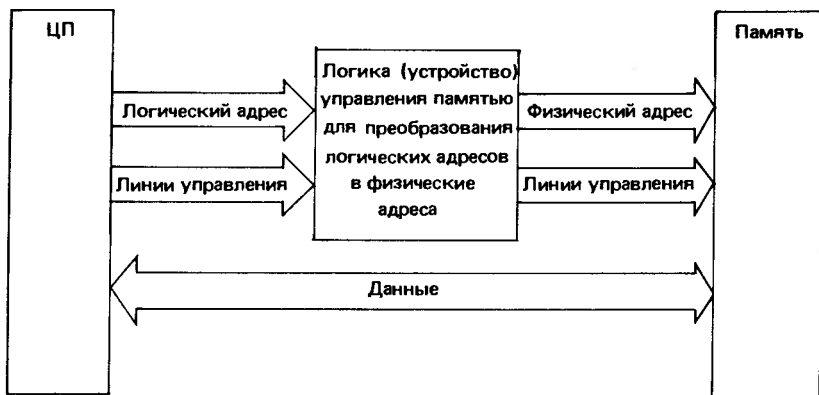 ЦП
Память
Логика (устройство)
управления памятью
для преобразования
логических адресов
в физические
адреса
Логический адрес
Физический адрес
Линии управления
Линии управления
Данные